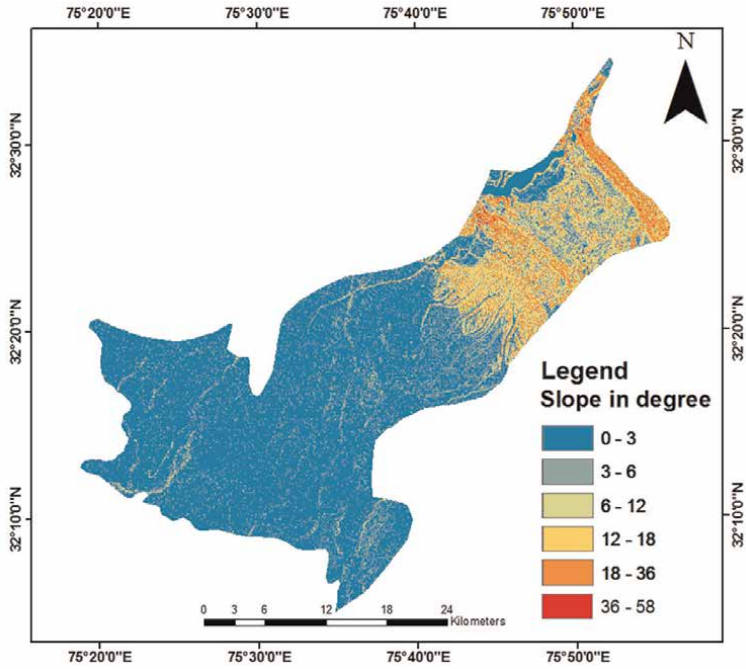 75°20'0"E 75°30'0"E 75°40'0"E 75°50'0"E
N
32°30'0"N 32°30'0"N
32°20'0"N 32°20'0"N
Legend
Slope in degree
0 - 3
3 - 6
6 - 12
12 - 18
18 - 36
36 - 58
32°10'0"N 32°10'0"N
0 3 6 12 18 24
Kilometers
75°20'0"E 75°30'0"E 75°40'0"E 75°50'0"E